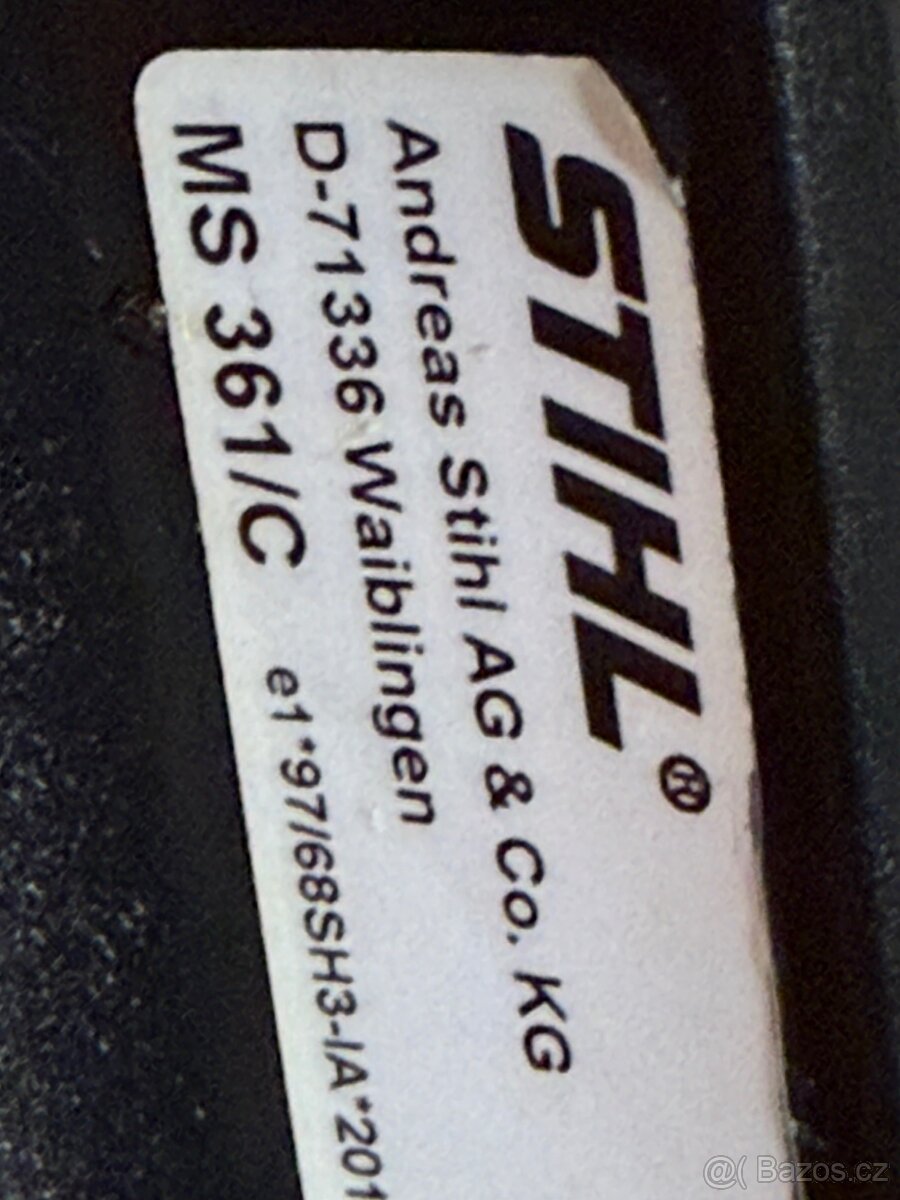 STIHL®
Andreas Stihl AG & Co. KG
D-71336 Waiblingen
MS 361/C e1*97/68SH3-IA*201
@( Bazos.cz